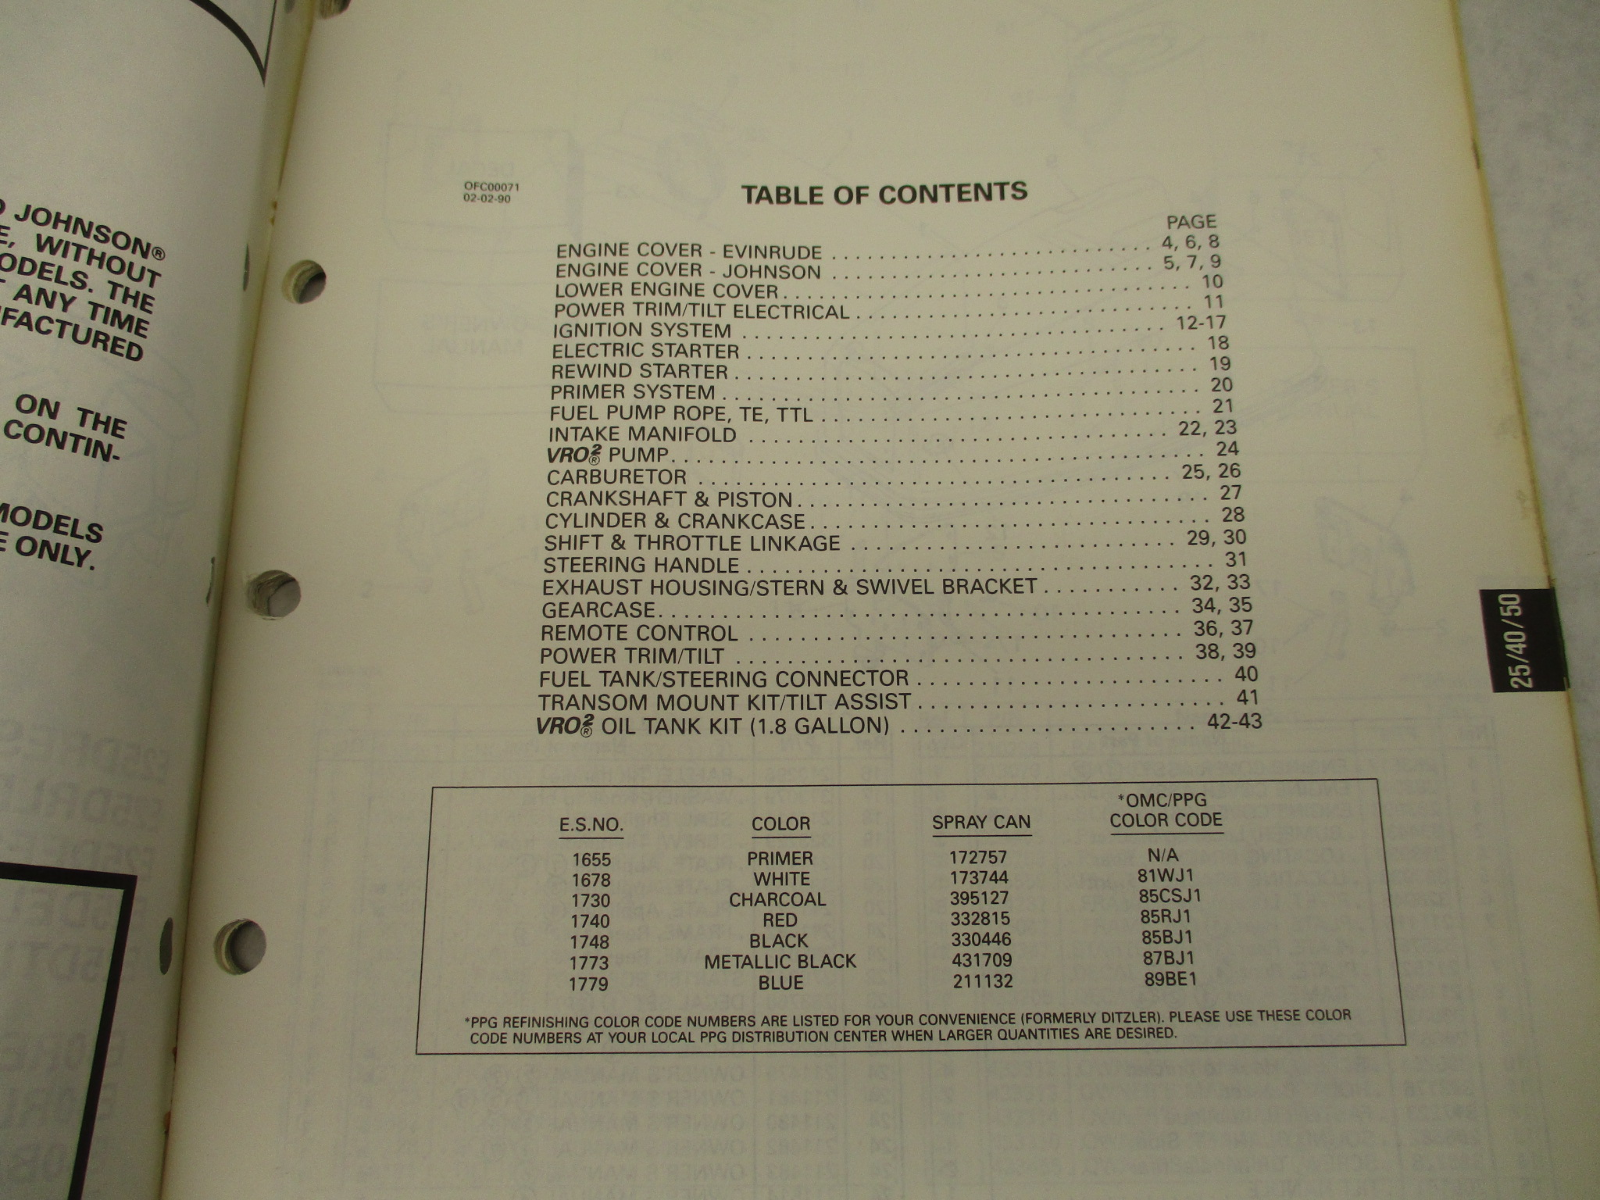 JOHNSON®
WITHOUT
THE
ANY TIME
ON THE
CONTIN-
ONLY.
OFC00071
02-02-90
TABLE OF CONTENTS
PAGE
ENGINE COVER - EVINRUDE . . . . . . . . . . . . . . . . . . . . . . . . . . 4, 6, 8
ENGINE COVER - JOHNSON . . . . . . . . . . . . . . . . . . . . . . . . . . 5, 7, 9
LOWER ENGINE COVER. . . . . . . . . . . . . . . . . . . . . . . . . . . . . . . . . 10
POWER TRIM/TILT ELECTRICAL . . . . . . . . . . . . . . . . . . . . . . . . . . . 11
IGNITION SYSTEM . . . . . . . . . . . . . . . . . . . . . . . . . . . . . . . . . . 12-17
ELECTRIC STARTER . . . . . . . . . . . . . . . . . . . . . . . . . . . . . . . . . . . 18
REWIND STARTER . . . . . . . . . . . . . . . . . . . . . . . . . . . . . . . . . . . . 19
PRIMER SYSTEM . . . . . . . . . . . . . . . . . . . . . . . . . . . . . . . . . . . . . 20
FUEL PUMP ROPE, TE, TTL . . . . . . . . . . . . . . . . . . . . . . . . . . . . . 21
INTAKE MANIFOLD . . . . . . . . . . . . . . . . . . . . . . . . . . . . . . . . 22, 23
VRO2® PUMP. . . . . . . . . . . . . . . . . . . . . . . . . . . . . . . . . . . . . . . . 24
CARBURETOR . . . . . . . . . . . . . . . . . . . . . . . . . . . . . . . . . . . . 25, 26
CRANKSHAFT & PISTON. . . . . . . . . . . . . . . . . . . . . . . . . . . . . . . 27
CYLINDER & CRANKCASE. . . . . . . . . . . . . . . . . . . . . . . . . . . . . . 28
SHIFT & THROTTLE LINKAGE . . . . . . . . . . . . . . . . . . . . . . . . 29, 30
STEERING HANDLE . . . . . . . . . . . . . . . . . . . . . . . . . . . . . . . . . . . 31
EXHAUST HOUSING/STERN & SWIVEL BRACKET . . . . . . . . . . . 32, 33
GEARCASE. . . . . . . . . . . . . . . . . . . . . . . . . . . . . . . . . . . . . . . 34, 35
REMOTE CONTROL . . . . . . . . . . . . . . . . . . . . . . . . . . . . . . . . 36, 37
POWER TRIM/TILT . . . . . . . . . . . . . . . . . . . . . . . . . . . . . . . . . 38, 39
FUEL TANK/STEERING CONNECTOR . . . . . . . . . . . . . . . . . . . . . . . 40
TRANSOM MOUNT KIT/TILT ASSIST . . . . . . . . . . . . . . . . . . . . . . . 41
VRO2® OIL TANK KIT (1.8 GALLON) . . . . . . . . . . . . . . . . . . . . . . 42-43
25/40/50
E.S.NO. COLOR SPRAY CAN *OMC/PPG COLOR CODE
1655 PRIMER 172757 N/A
1678 WHITE 173744 81WJ1
1730 CHARCOAL 395127 85CSJ1
1740 RED 332815 85RJ1
1748 BLACK 330446 85BJ1
1773 METALLIC BLACK 431709 87BJ1
1779 BLUE 211132 89BE1
*PPG REFINISHING COLOR CODE NUMBERS ARE LISTED FOR YOUR CONVENIENCE (FORMERLY DITZLER). PLEASE USE THESE COLOR
CODE NUMBERS AT YOUR LOCAL PPG DISTRIBUTION CENTER WHEN LARGER QUANTITIES ARE DESIRED.